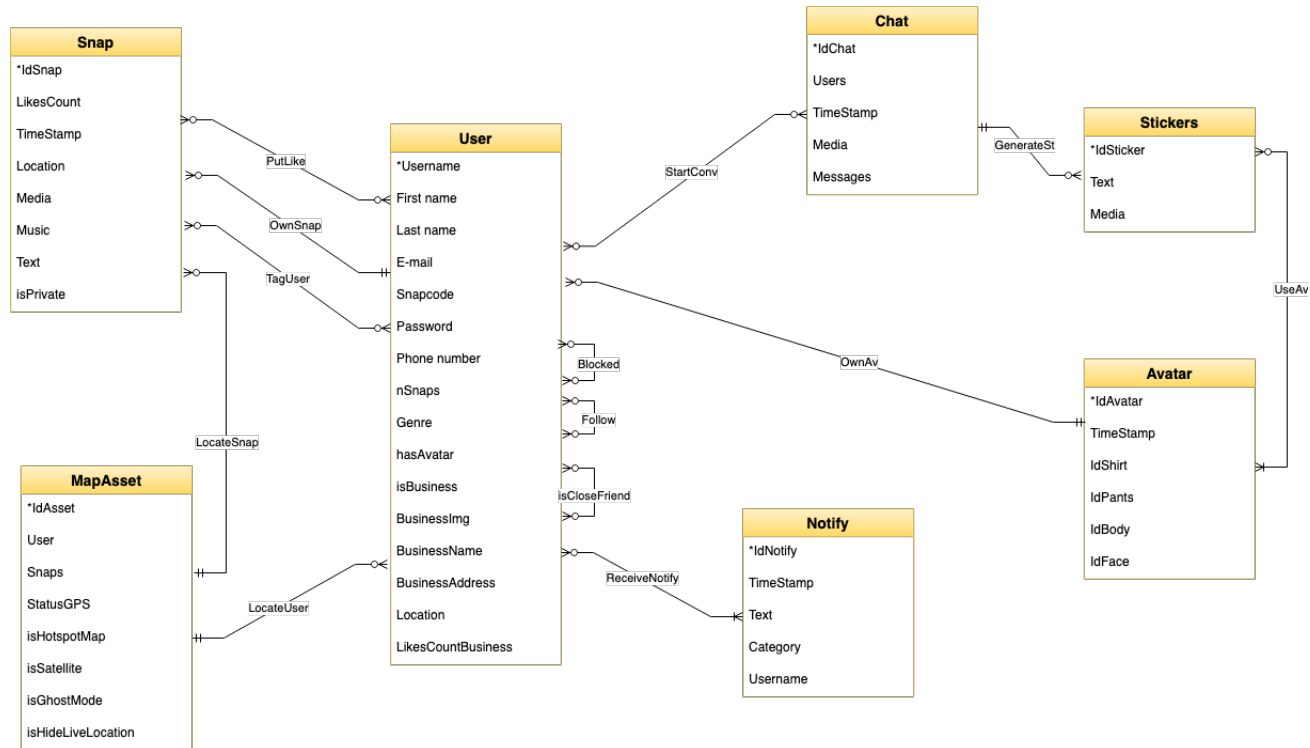 Snap
*IdSnap
LikesCount
TimeStamp
Location
Media
Music
Text
isPrivate
PutLike
OwnSnap
TagUser
LocateSnap
MapAsset
*IdAsset
User
Snaps
StatusGPS
isHotspotMap
isSatellite
isGhostMode
isHideLiveLocation
LocateUser
User
*Username
First name
Last name
E-mail
Snapcode
Password
Phone number
nSnaps
Genre
hasAvatar
isBusiness
BusinessImg
BusinessName
BusinessAddress
Location
LikesCountBusiness
Blocked
Follow
isCloseFriend
StartConv
OwnAv
ReceiveNotify
Chat
*IdChat
Users
TimeStamp
Media
Messages
GenerateSt
Stickers
*IdSticker
Text
Media
UseAv
Avatar
*IdAvatar
TimeStamp
IdShirt
IdPants
IdBody
IdFace
Notify
*IdNotify
TimeStamp
Text
Category
Username